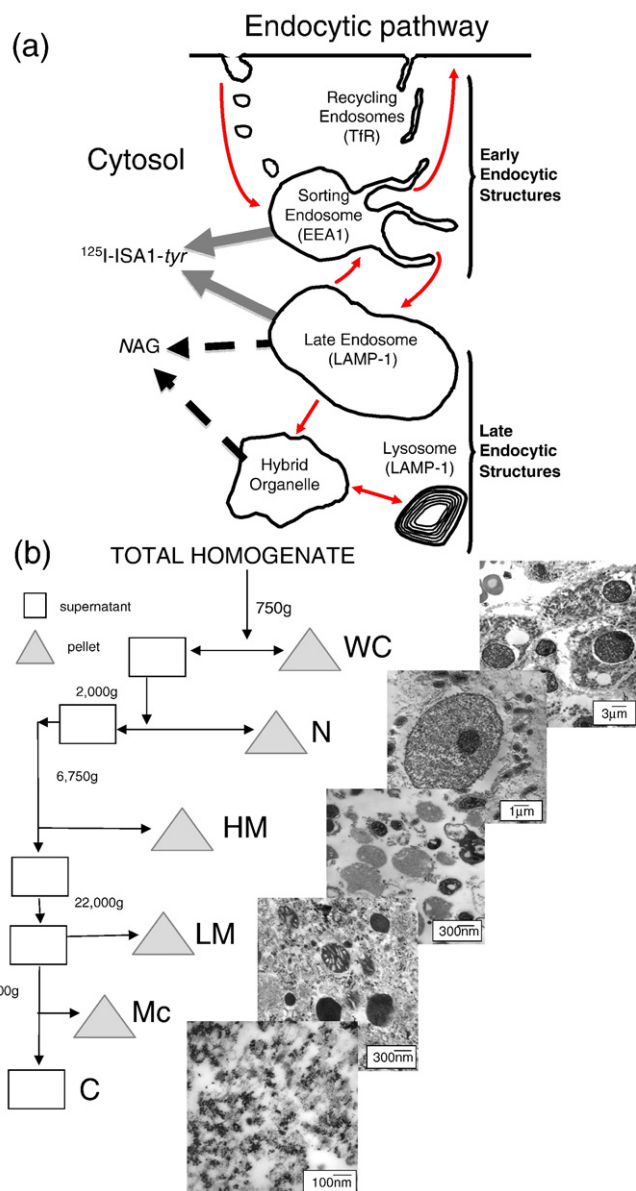 Endocytic pathway
(a)
Recycling
Endosomes
(TfR)
Cytosol
Early
Endocytic
Structures
Sorting
Endosome
(EEA1)
¹²⁵I-ISA1-tyr
Late Endosome
(LAMP-1)
NAG
Late
Endocytic
Structures
Lysosome
(LAMP-1)
Hybrid
Organelle
(b)
TOTAL HOMOGENATE
supernatant
750g
pellet
WC
3μm
2,000g
N
6,750g
1μm
HM
22,000g
300nm
LM
00g
Mc
300nm
C
100nm